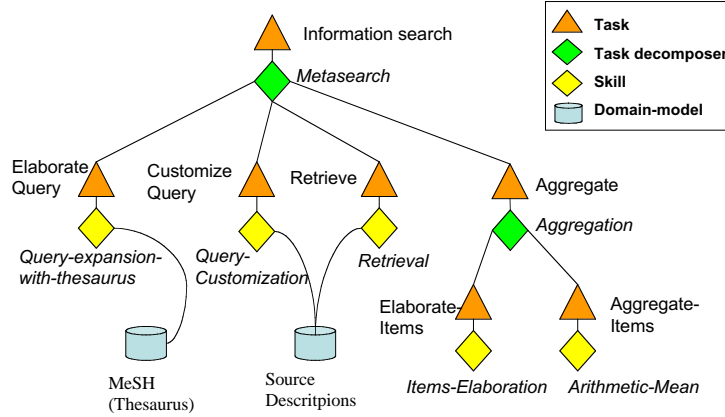 Information search
Metasearch
Task
Task decomposer
Skill
Domain-model
Elaborate
Query
Customize
Query
Retrieve
Aggregate
Query-expansion-
with-thesaurus
Query-
Customization
Retrieval
Aggregation
Elaborate-
Items
Aggregate-
Items
MeSH
(Thesaurus)
Source
Descritpions
Items-Elaboration
Arithmetic-Mean